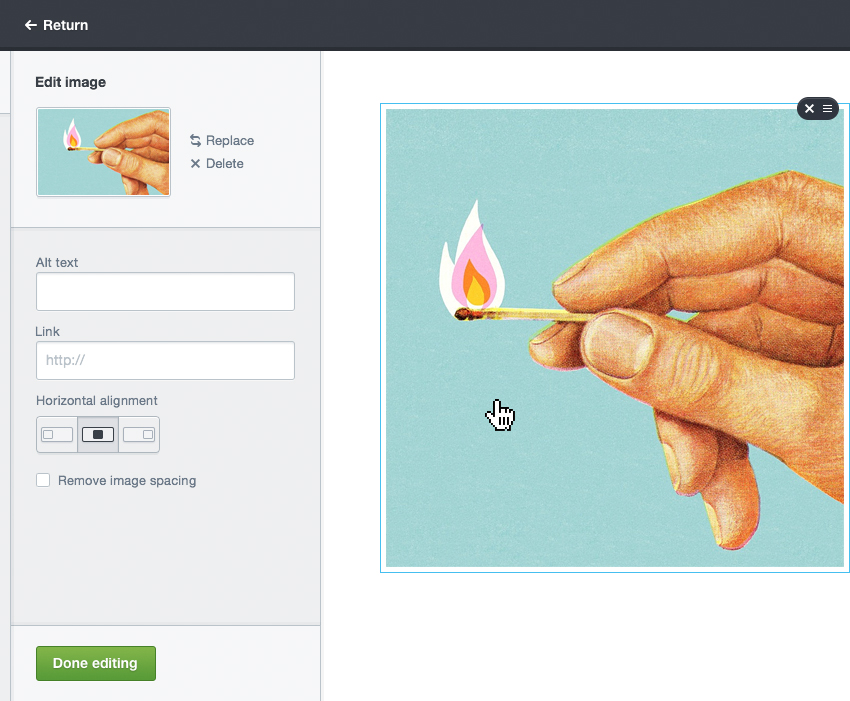 Return
Edit image
Replace
Delete
Alt text
Link
http://
Horizontal alignment
Remove image spacing
Done editing